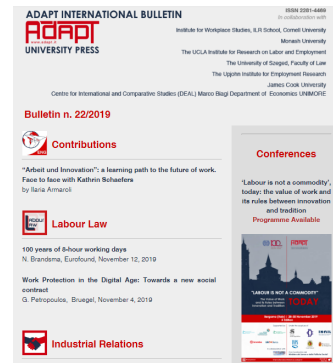 ADAPT INTERNATIONAL BULLETIN
ISSN 2281-4469
in collaboration with
ADAPT
www.adapt.it
UNIVERSITY PRESS
Institute for Workplace Studies, ILR School, Cornell University
Monash University
The UCLA Institute for Research on Labor and Employment
The University of Szeged, Faculty of Law
The Upjohn Institute for Employment Research
James Cook University
Centre for International and Comparative Studies (DEAL) Marco Biagi Department of Economics UNIMORE
Bulletin n. 22/2019
Contributions
"Arbeit und Innovation": a learning path to the future of work.
Face to face with Kathrin Schaefers
by Ilaria Armaroli
Labour Law
100 years of 8-hour working days
N. Brandsma, Eurofound, November 12, 2019
Work Protection in the Digital Age: Towards a new social
contract
G. Petropoulos, Bruegel, November 4, 2019
Industrial Relations
Conferences
'Labour is not a commodity',
today: the value of work and
its rules between innovation
and tradition
Programme Available
ADAPT
"LABOUR IS NOT A COMMODITY"
TODAY